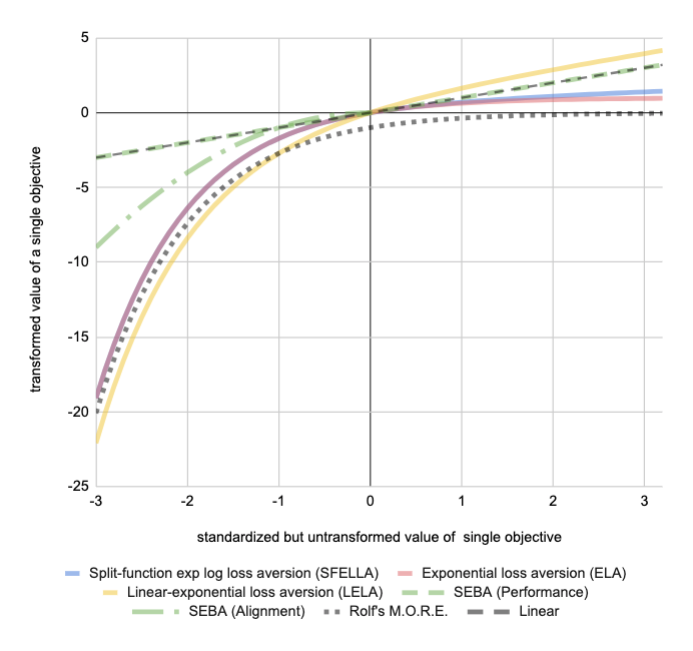 5
0
-5
-10
-15
-20
-25
-3
-2
-1
0
1
2
3
transformed value of a single objective
standardized but untransformed value of single objective
Split-function exp log loss aversion (SFELLA)
Exponential loss aversion (ELA)
Linear-exponential loss aversion (LELA)
SEBA (Performance)
SEBA (Alignment)
Rolf's M.O.R.E.
Linear